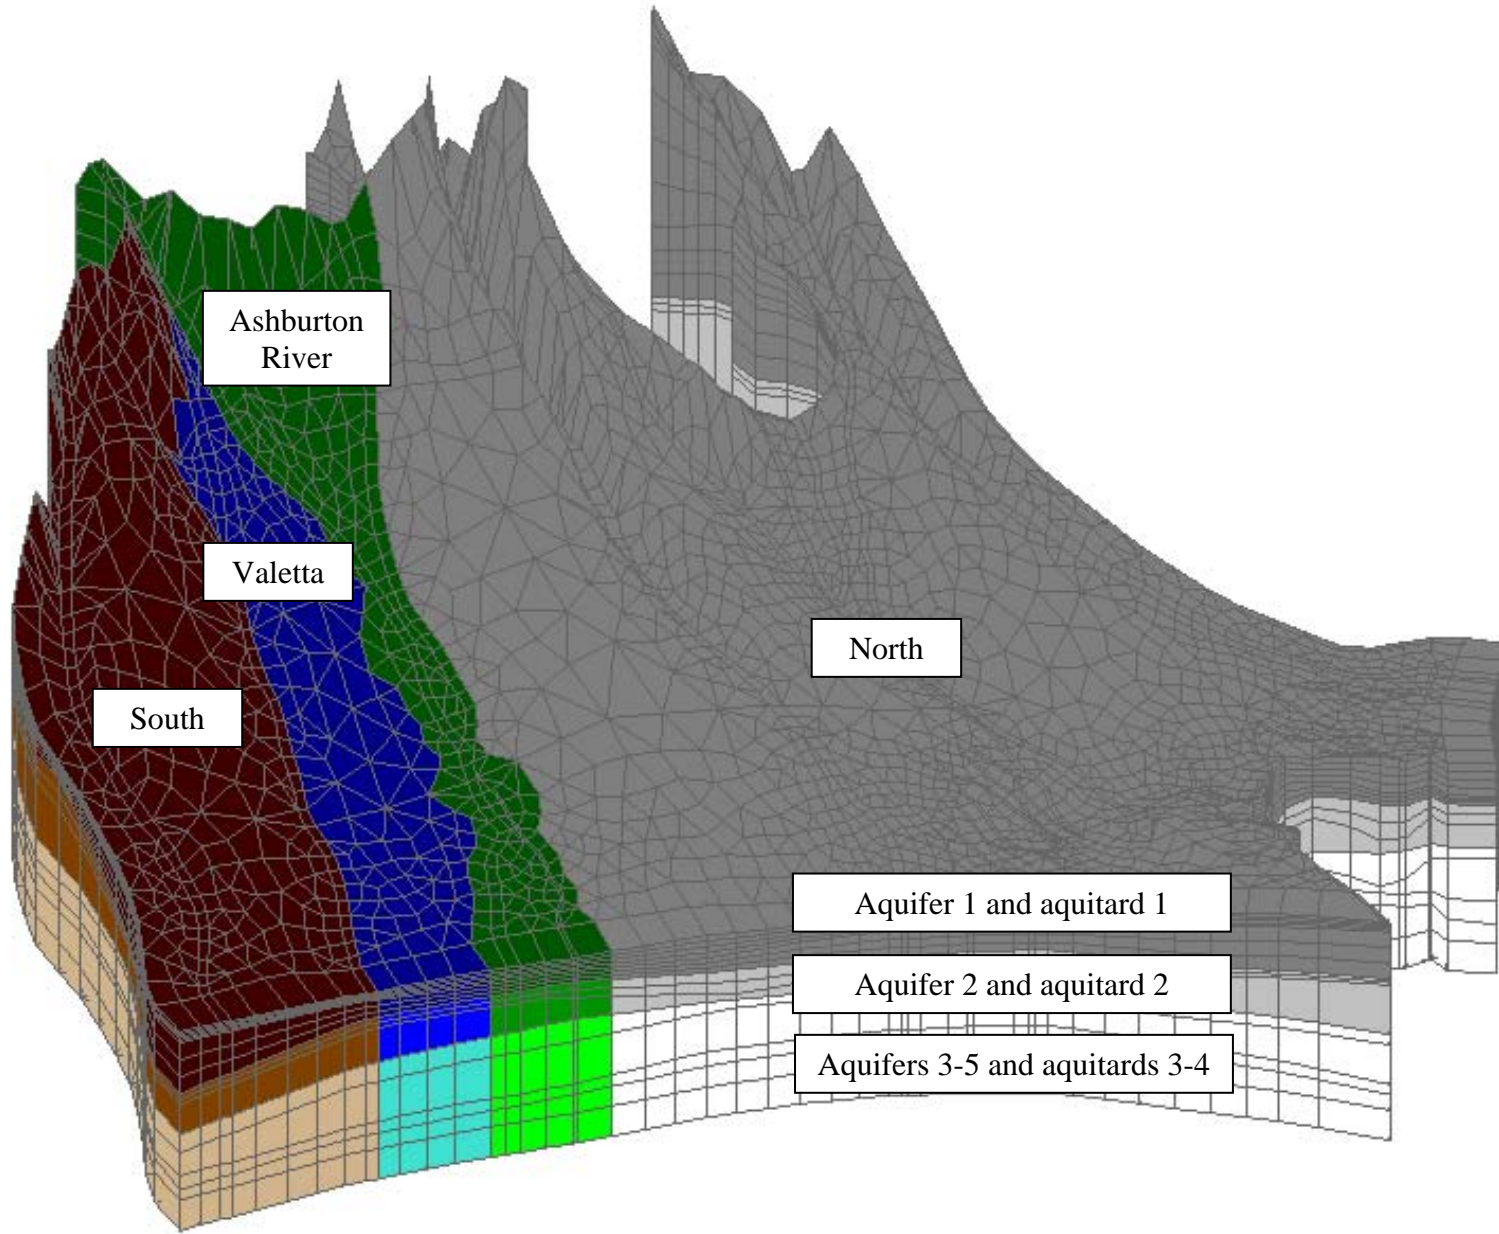 Ashburton
River
Valetta
North
South
Aquifer 1 and aquitard 1
Aquifer 2 and aquitard 2
Aquifers 3-5 and aquitards 3-4